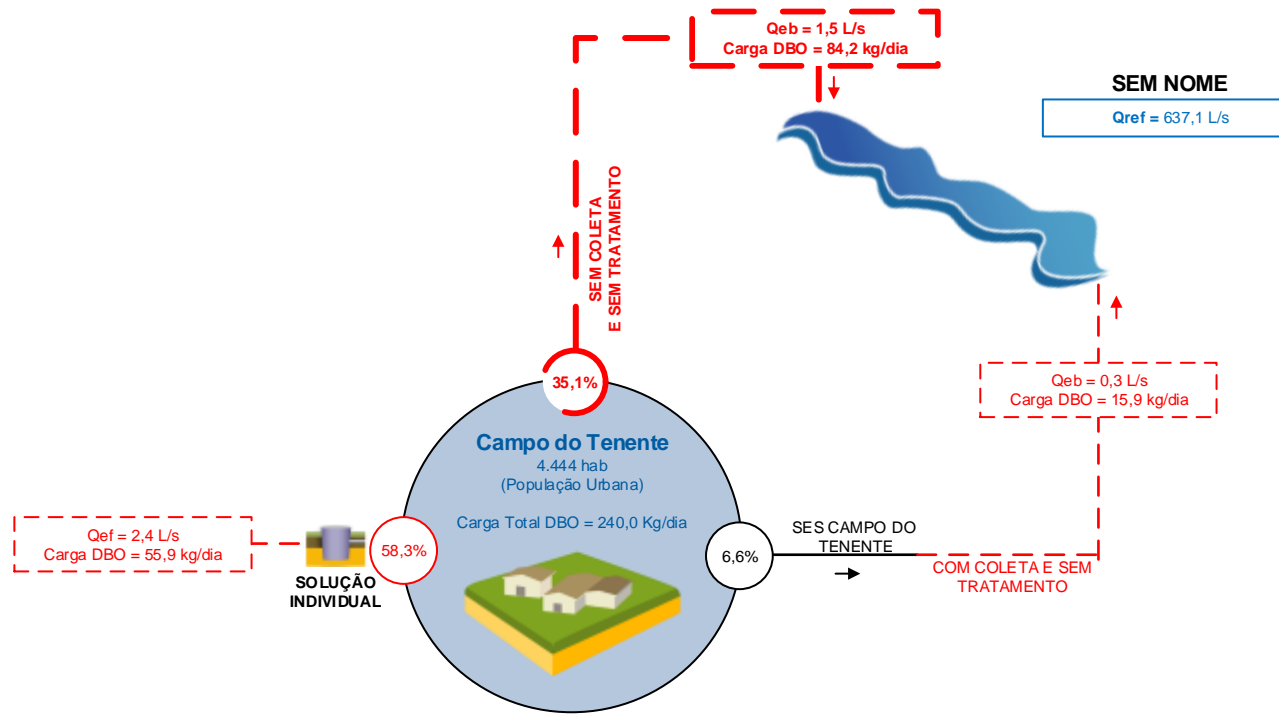 Qeb = 1,5 L/s
Carga DBO = 84,2 kg/dia
SEM NOME
Qref = 637,1 L/s
SEM COLETA
E SEM TRATAMENTO
35,1%
Qeb = 0,3 L/s
Carga DBO = 15,9 kg/dia
Campo do Tenente
4.444 hab
(População Urbana)
Carga Total DBO = 240,0 Kg/dia
Qef = 2,4 L/s
Carga DBO = 55,9 kg/dia
SOLUÇÃO
INDIVIDUAL
58,3%
6,6%
SES CAMPO DO
TENENTE
COM COLETA E SEM
TRATAMENTO